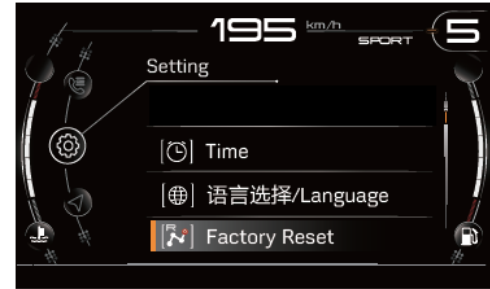 195 km/h SPORT 5
Setting
Time
语言选择/Language
R Factory Reset